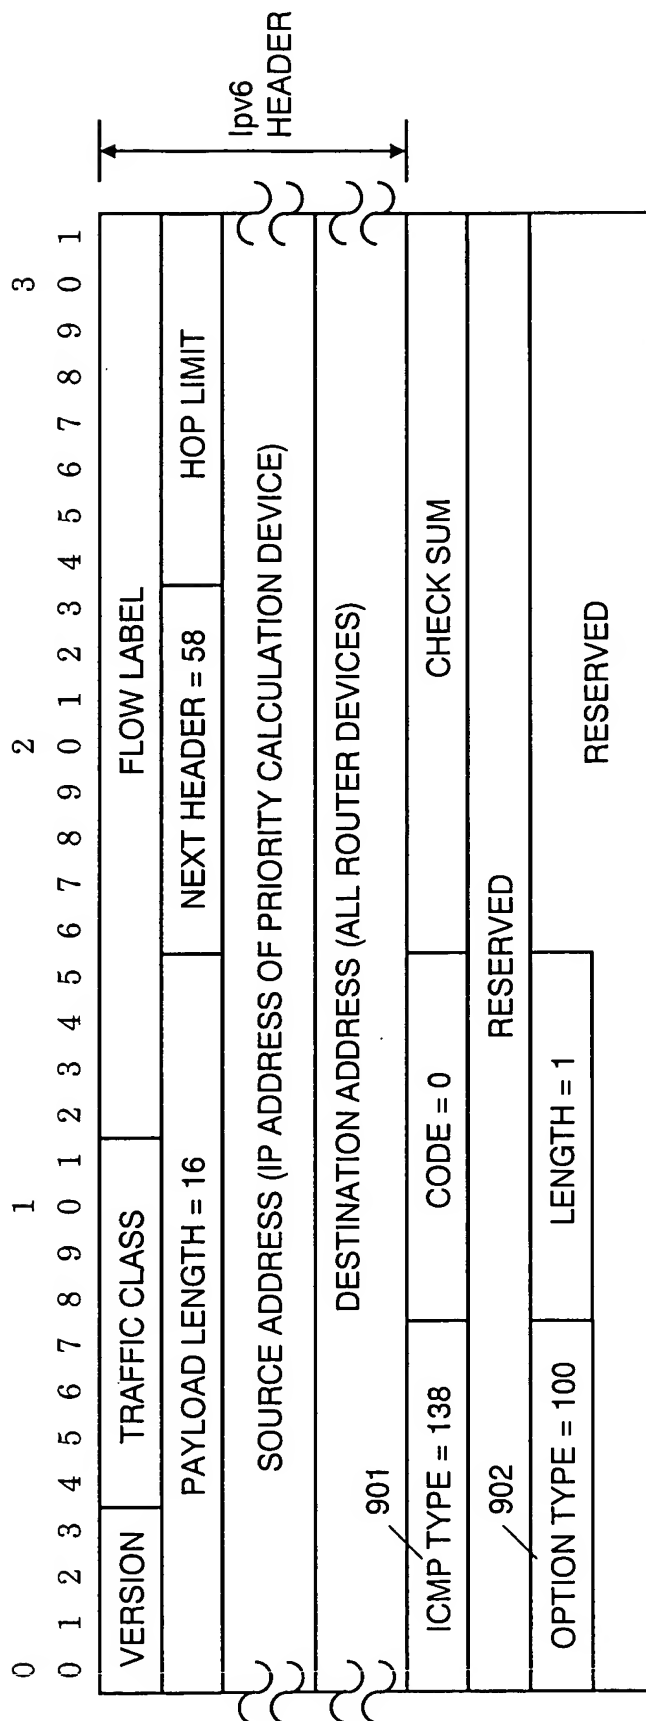 0 1 2 3
0 1 2 3 4 5 6 7 8 9 0 1 2 3 4 5 6 7 8 9 0 1 2 3 4 5 6 7 8 9 0 1
VERSION TRAFFIC CLASS FLOW LABEL
PAYLOAD LENGTH = 16 NEXT HEADER = 58 HOP LIMIT
SOURCE ADDRESS (IP ADDRESS OF PRIORITY CALCULATION DEVICE)
DESTINATION ADDRESS (ALL ROUTER DEVICES)
Ipv6
HEADER
901
ICMP TYPE = 138 CODE = 0 CHECK SUM
RESERVED
902
OPTION TYPE = 100 LENGTH = 1
RESERVED